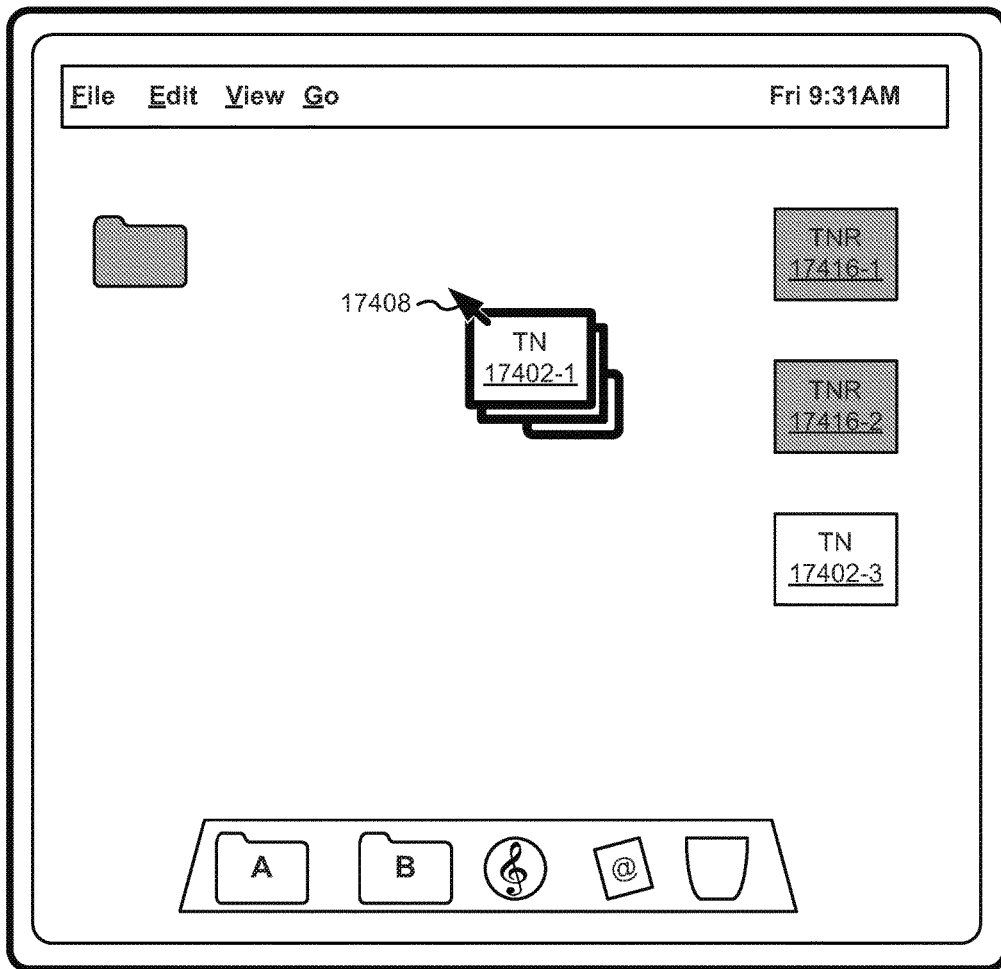 File Edit View Go Fri 9:31AM
TNR
17416-1
17408
TN
17402-1
TNR
17416-2
TN
17402-3
A B @